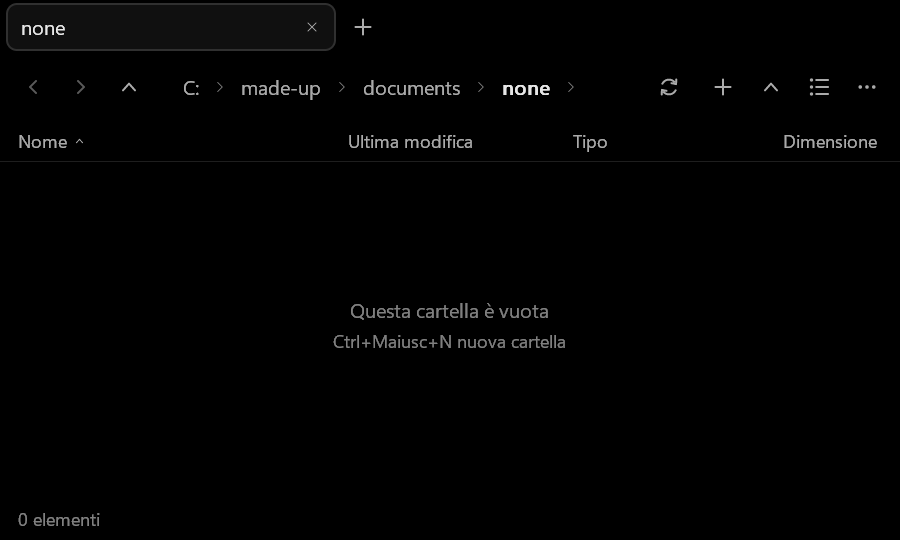 none
C: made-up documents none
Nome Ultima modifica Tipo Dimensione
Questa cartella è vuota
Ctrl+Maiusc+N nuova cartella
0 elementi